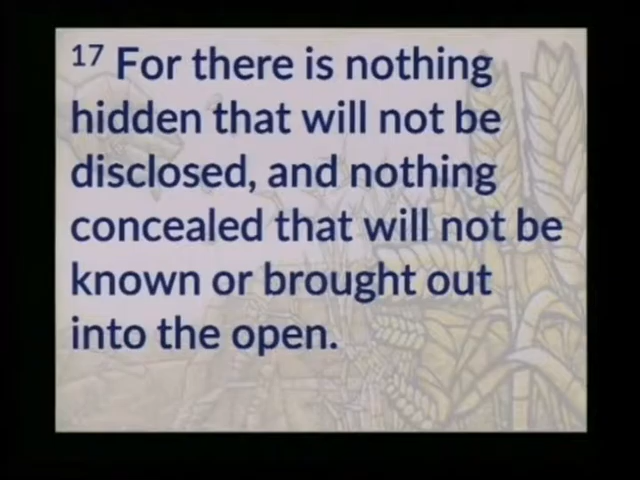 17 For there is nothing
hidden that will not be
disclosed, and nothing
concealed that will not be
known or brought out
into the open.